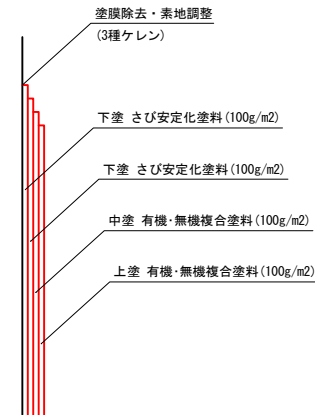 塗膜除去・素地調整
(3種ケレン)
下塗 さび安定化塗料(100g/m2)
下塗 さび安定化塗料(100g/m2)
中塗 有機・無機複合塗料(100g/m2)
上塗 有機・無機複合塗料(100g/m2)